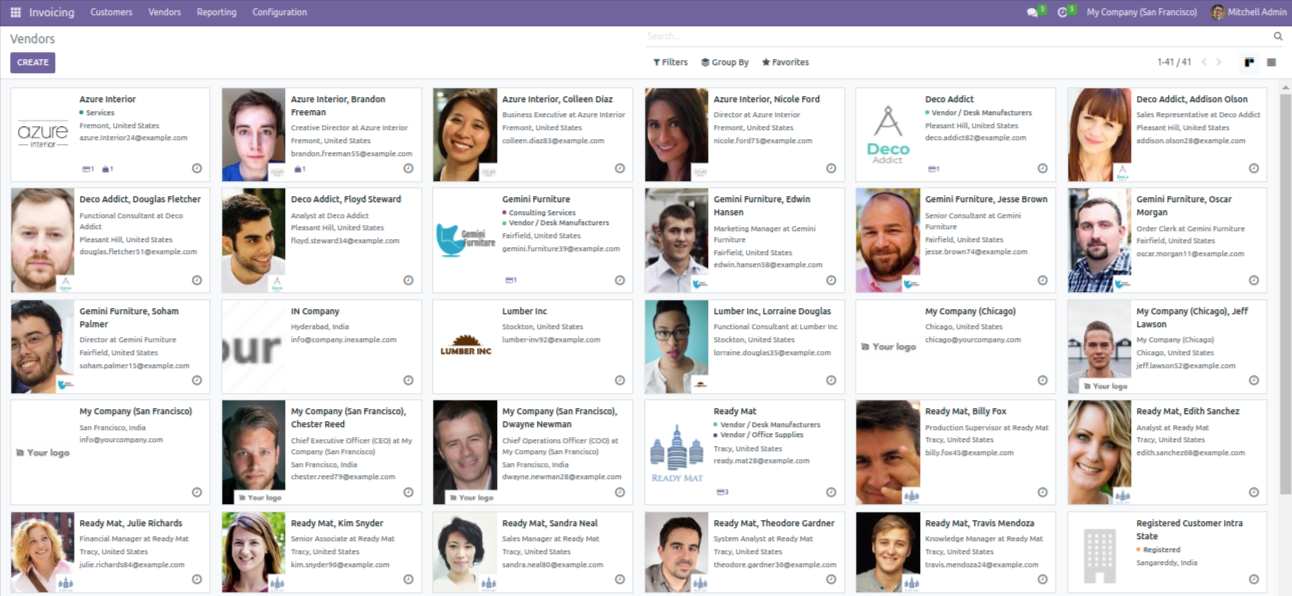 Invoicing Customers Vendors Reporting Configuration 5 5 My Company (San Francisco) Mitchell Admin
Vendors
Search...
CREATE
Filters Group By Favorites 1-41 / 41
azure
interior
Azure Interior
Services
Fremont, United States
azure.Interior24@example.com
1 1
Azure Interior, Brandon
Freeman
Creative Director at Azure Interior
Fremont, United States
brandon.freeman55@example.com
1
azure
Azure Interior, Colleen Diaz
Business Executive at Azure Interior
Fremont, United States
colleen.diaz83@example.com
azure
Azure Interior, Nicole Ford
Director at Azure Interior
Fremont, United States
nicole.ford75@example.com
azure
Deco
Addict
Deco Addict
Vendor / Desk Manufacturers
Pleasant Hill, United States
deco.addict82@example.com
1
Deco Addict, Addison Olson
Sales Representative at Deco Addict
Pleasant Hill, United States
addison.olson28@example.com
Deco
Deco Addict, Douglas Fletcher
Functional Consultant at Deco
Addict
Pleasant Hill, United States
douglas.fletcher51@example.com
Deco
Deco Addict, Floyd Steward
Analyst at Deco Addict
Pleasant Hill, United States
floyd.steward34@example.com
Deco
Gemini
Furniture
Gemini Furniture
Consulting Services
Vendor / Desk Manufacturers
Fairfield, United States
gemini.furniture39@example.com
1
Gemini Furniture, Edwin
Hansen
Marketing Manager at Gemini
Furniture
Fairfield, United States
edwin.hansen58@example.com
Gemini Furniture, Jesse Brown
Senior Consultant at Gemini
Furniture
Fairfield, United States
jesse.brown74@example.com
Gemini Furniture, Oscar
Morgan
Order Clerk at Gemini Furniture
Fairfield, United States
oscar.morgan11@example.com
Gemini Furniture, Soham
Palmer
Director at Gemini Furniture
Fairfield, United States
soham.palmer15@example.com
our
IN Company
Hyderabad, India
info@company.inexample.com
LUMBER INC
Lumber Inc
Stockton, United States
lumber-inv92@example.com
Lumber Inc, Lorraine Douglas
Functional Consultant at Lumber Inc
Stockton, United States
lorraine.douglas35@example.com
Your logo
My Company (Chicago)
Chicago, United States
chicago@yourcompany.com
My Company (Chicago), Jeff
Lawson
My Company (Chicago)
Chicago, United States
jeff.lawson52@example.com
Your logo
Your logo
My Company (San Francisco)
San Francisco, India
info@yourcompany.com
My Company (San Francisco),
Chester Reed
Chief Executive Officer (CEO) at My
Company (San Francisco)
San Francisco, India
chester.reed79@example.com
Your logo
My Company (San Francisco),
Dwayne Newman
Chief Operations Officer (COO) at
My Company (San Francisco)
San Francisco, India
dwayne.newman28@example.com
Your logo
READY MAT
Ready Mat
Vendor / Desk Manufacturers
Vendor / Office Supplies
Tracy, United States
ready.mat28@example.com
3
Ready Mat, Billy Fox
Production Supervisor at Ready Mat
Tracy, United States
billy.fox45@example.com
Ready Mat, Edith Sanchez
Analyst at Ready Mat
Tracy, United States
edith.sanchez68@example.com
Ready Mat, Julie Richards
Financial Manager at Ready Mat
Tracy, United States
julie.richards84@example.com
Ready Mat, Kim Snyder
Senior Associate at Ready Mat
Tracy, United States
kim.snyder96@example.com
Ready Mat, Sandra Neal
Sales Manager at Ready Mat
Tracy, United States
sandra.neal80@example.com
Ready Mat, Theodore Gardner
System Analyst at Ready Mat
Tracy, United States
theodore.gardner36@example.com
Ready Mat, Travis Mendoza
Knowledge Manager at Ready Mat
Tracy, United States
travis.mendoza24@example.com
Registered Customer Intra
State
Registered
Sangareddy, India